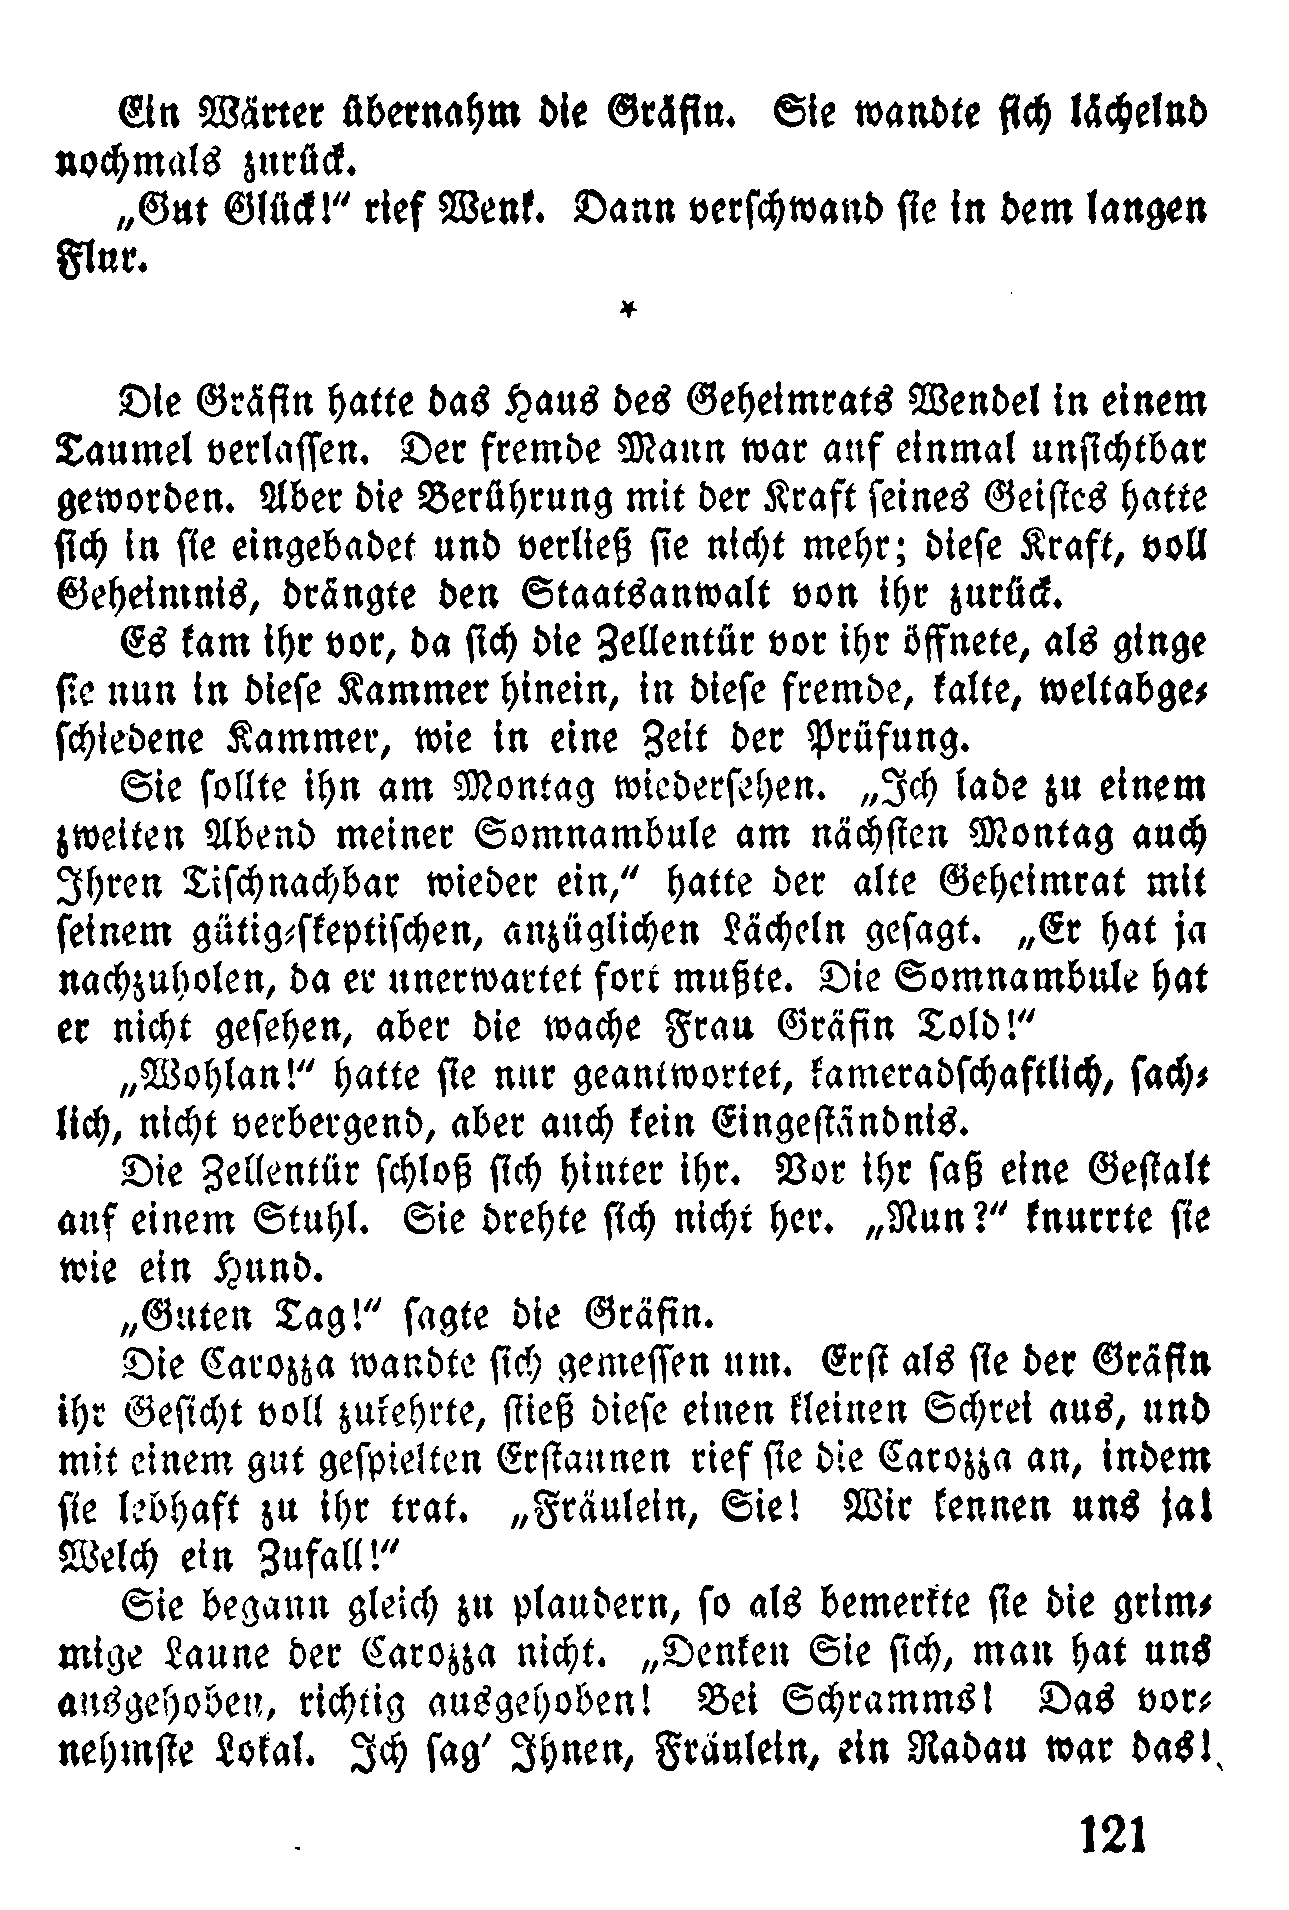 Ein Wärter übernahm die Gräfin. Sie wandte sich lächelnd
nochmals zurück.
„Gut Glück!“ rief Wenk. Dann verschwand sie in dem langen
Flur.
*
Die Gräfin hatte das Haus des Geheimrats Wendel in einem
Taumel verlassen. Der fremde Mann war auf einmal unsichtbar
geworden. Aber die Berührung mit der Kraft seines Geistes hatte
sich in sie eingebadet und verließ sie nicht mehr; diese Kraft, voll
Geheimnis, drängte den Staatsanwalt von ihr zurück.
Es kam ihr vor, da sich die Zellentür vor ihr öffnete, als ginge
sie nun in diese Kammer hinein, in diese fremde, kalte, weltabge-
schiedene Kammer, wie in eine Zeit der Prüfung.
Sie sollte ihn am Montag wiedersehen. „Ich lade zu einem
zweiten Abend meiner Somnambule am nächsten Montag auch
Ihren Tischnachbar wieder ein,“ hatte der alte Geheimrat mit
seinem gütig-skeptischen, anzüglichen Lächeln gesagt. „Er hat ja
nachzuholen, da er unerwartet fort mußte. Die Somnambule hat
er nicht gesehen, aber die wache Frau Gräfin Told!“
„Wohlan!“ hatte sie nur geantwortet, kameradschaftlich, sach-
lich, nicht verbergend, aber auch kein Eingeständnis.
Die Zellentür schloß sich hinter ihr. Vor ihr saß eine Gestalt
auf einem Stuhl. Sie drehte sich nicht her. „Nun?“ knurrte sie
wie ein Hund.
„Guten Tag!“ sagte die Gräfin.
Die Carozza wandte sich gemessen um. Erst als sie der Gräfin
ihr Gesicht voll zukehrte, stieß diese einen kleinen Schrei aus, und
mit einem gut gespielten Erstaunen rief sie die Carozza an, indem
sie lebhaft zu ihr trat. „Fräulein, Sie! Wir kennen uns ja!
Welch ein Zufall!“
Sie begann gleich zu plaudern, so als bemerkte sie die grim-
mige Laune der Carozza nicht. „Denken Sie sich, man hat uns
ausgehoben, richtig ausgehoben! Bei Schramms! Das vor-
nehmste Lokal. Ich sag' Ihnen, Fräulein, ein Radau war das!
121